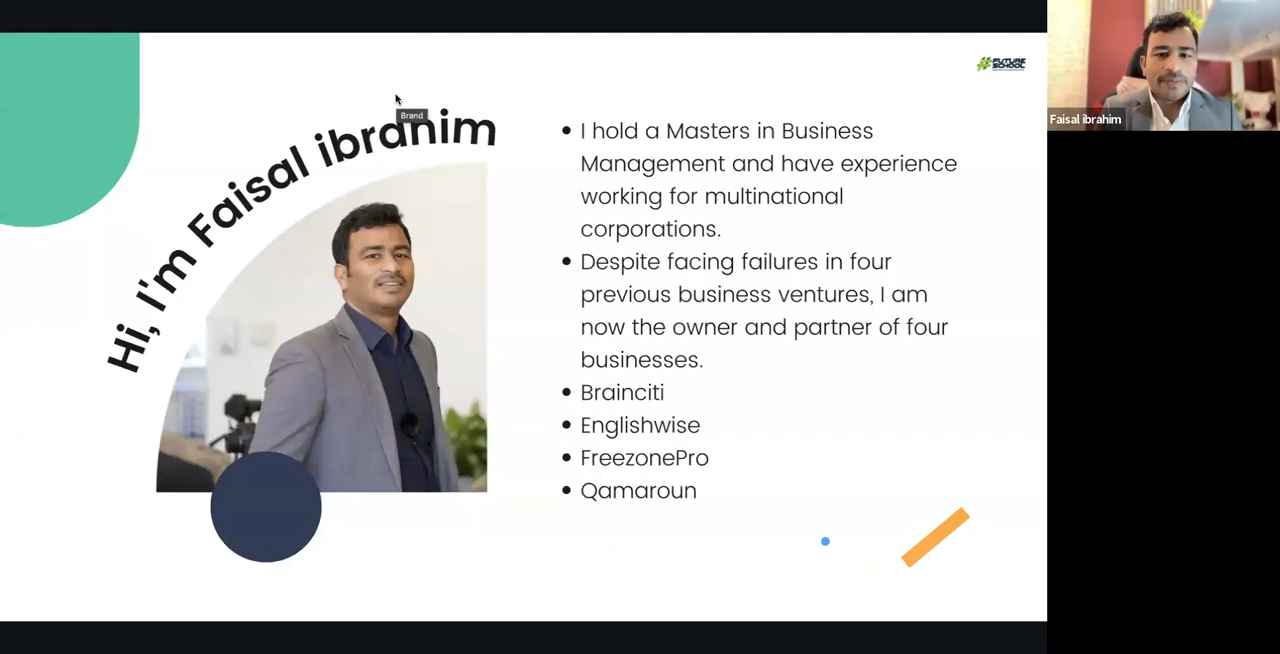 FUTURE
SCHOOL
Brand
Hi, I'm Faisal ibrahim
I hold a Masters in Business
Management and have experience
working for multinational
corporations.
Despite facing failures in four
previous business ventures, I am
now the owner and partner of four
businesses.
Brainciti
Englishwise
FreezonePro
Qamaroun
Faisal ibrahim